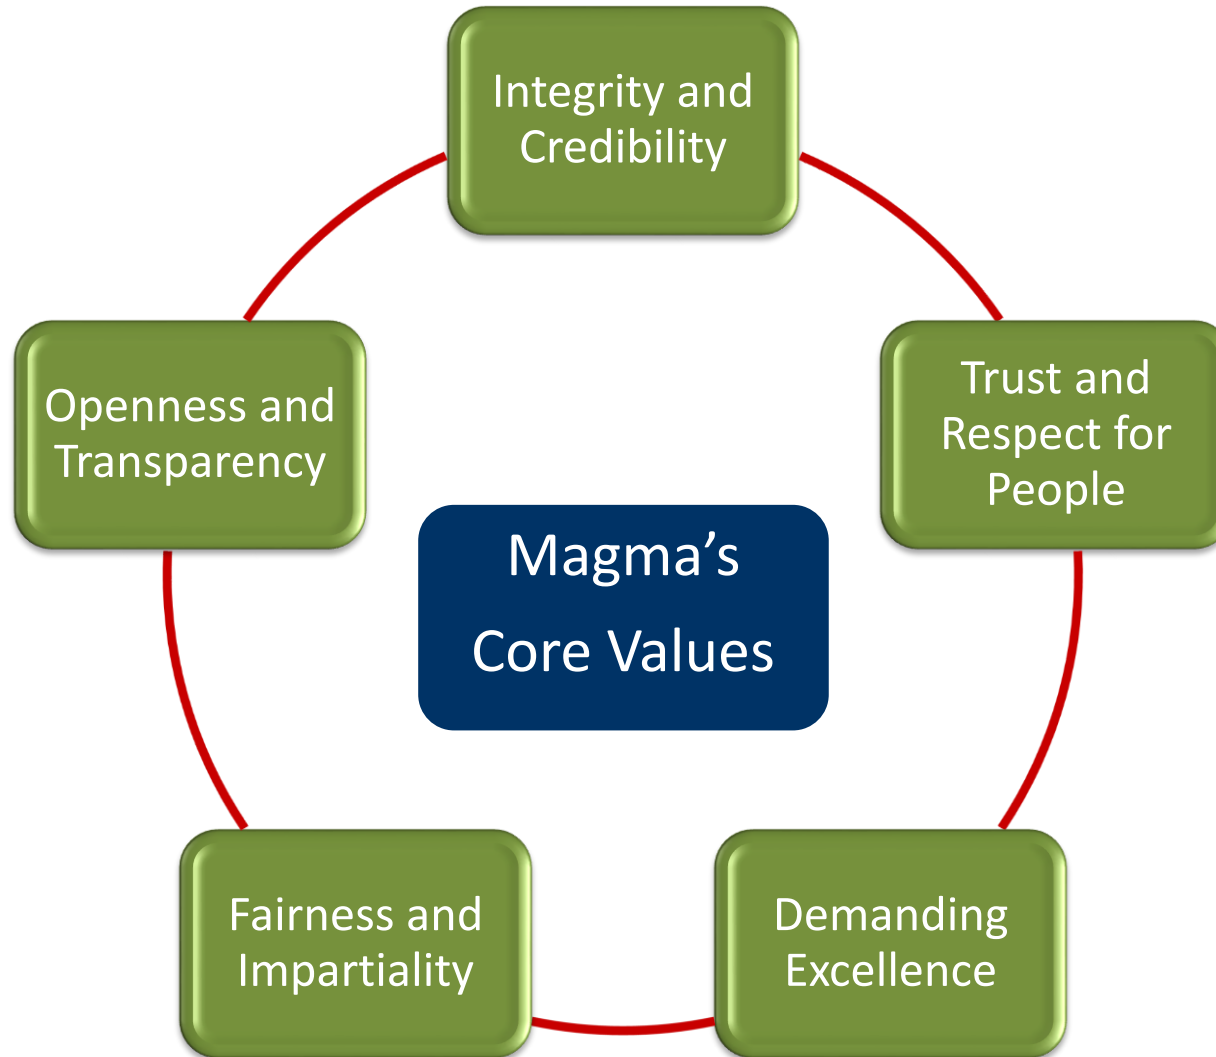 Integrity and
Credibility
Trust and
Respect for
People
Demanding
Excellence
Fairness and
Impartiality
Openness and
Transparency
Magma’s
Core Values